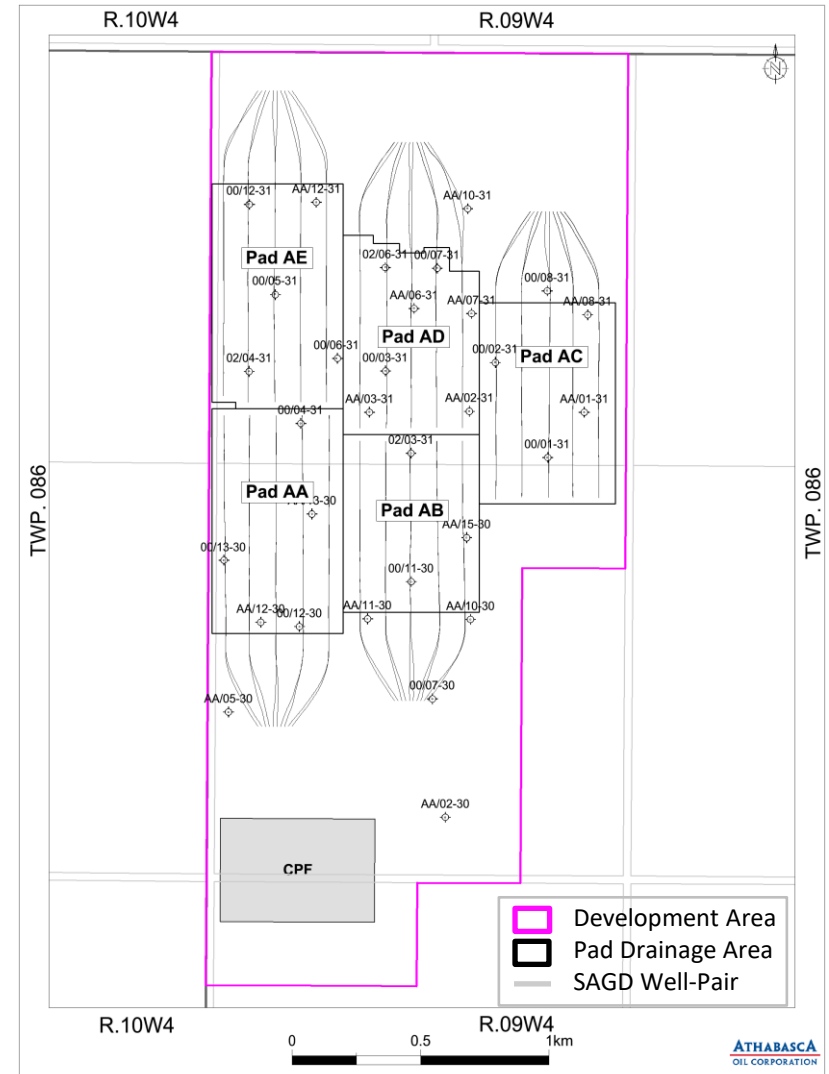 R.10W4 R.09W4
N
00/12-31 AA/12-31
AA/10-31
Pad AE
02/06-31 00/07-31
00/05-31
00/08-31
AA/06-31 AA/07-31 AA/08-31
Pad AD
00/06-31
Pad AC
02/04-31 00/03-31 00/02-31
AA/03-31 AA/02-31 AA/01-31
00/04-31
02/03-31 00/01-31
TWP. 086
TWP. 086
Pad AA
Pad AB
AA/15-30
00/13-30
00/11-30
AA/12-30 00/12-30 AA/11-30 AA/10-30
AA/05-30 00/07-30
AA/02-30
CPF
Development Area
Pad Drainage Area
SAGD Well-Pair
R.10W4 R.09W4
0 0.5 1km
ATHABASCA
OIL CORPORATION